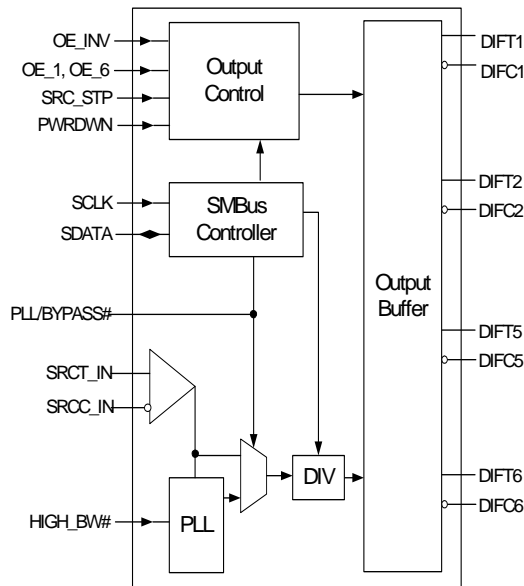 OE_INV
OE_1, OE_6
SRC_STP
PWRDWN
Output
Control
SCLK
SDATA
SMBus
Controller
PLL/BYPASS#
SRCT_IN
SRCC_IN
HIGH_BW#
PLL
DIV
Output
Buffer
DIFT1
DIFC1
DIFT2
DIFC2
DIFT5
DIFC5
DIFT6
DIFC6